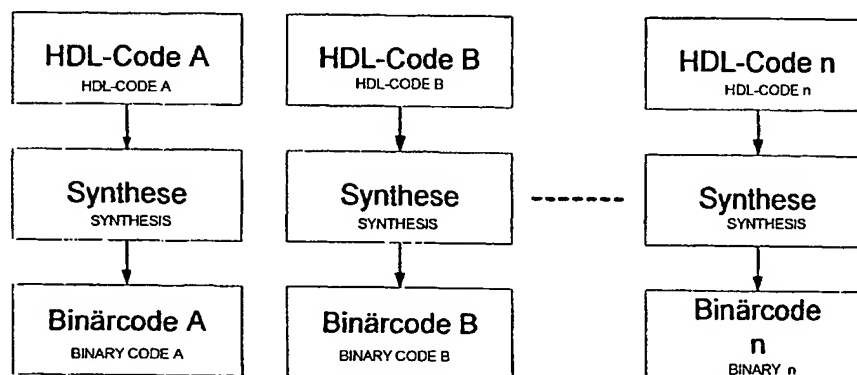 HDL-Code A
HDL-CODE A
HDL-Code B
HDL-CODE B
HDL-Code n
HDL-CODE n
Synthese
SYNTHESIS
Synthese
SYNTHESIS
Synthese
SYNTHESIS
Binärcode A
BINARY CODE A
Binärcode B
BINARY CODE B
Binärcode
n
BINARY n